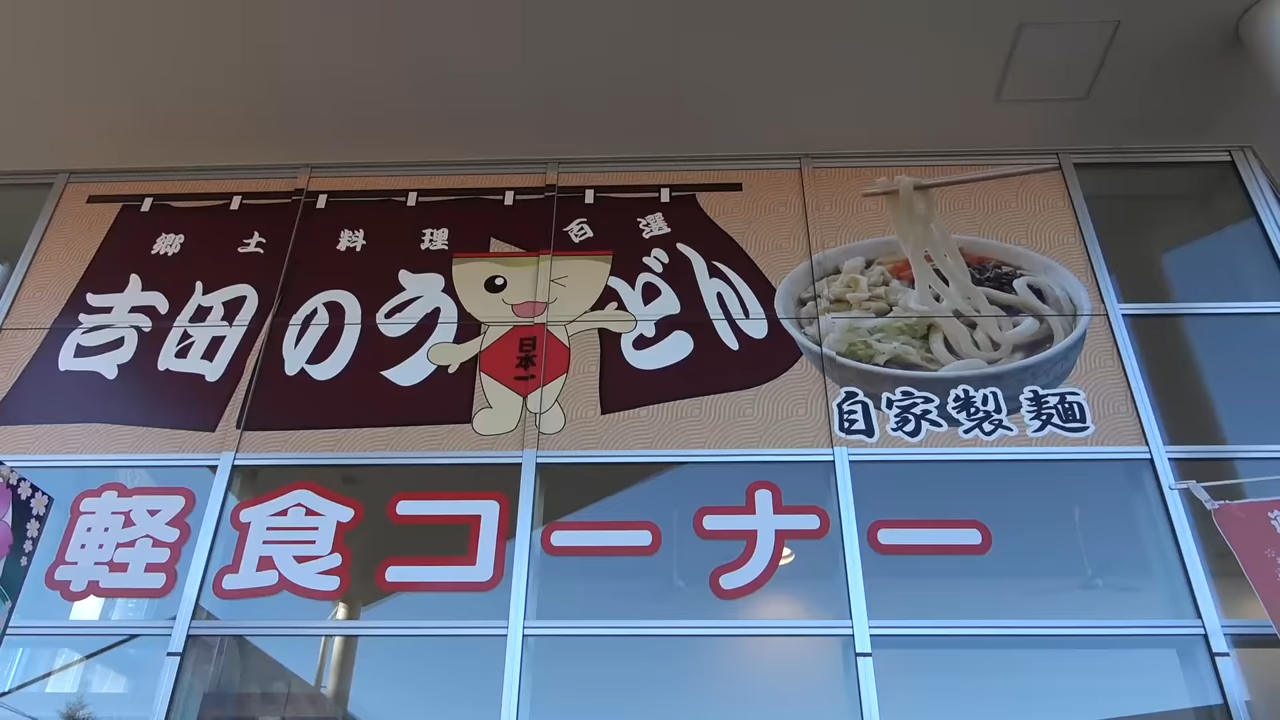 郷土料理百選
吉田のうどん
日本一
自家製麺
軽食コーナー